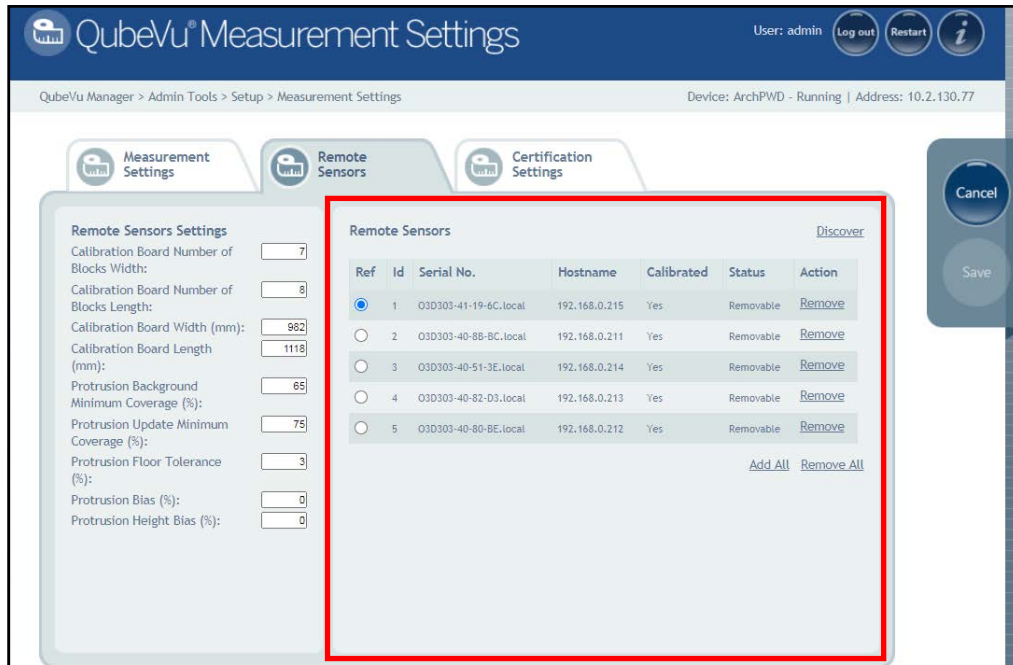 QubeVu® Measurement Settings
User: admin
Log out
Restart
i
QubeVu Manager > Admin Tools > Setup > Measurement Settings
Device: ArchPWD - Running | Address: 10.2.130.77
Measurement
Settings
Remote
Sensors
Certification
Settings
Cancel
Save
Remote Sensors Settings
Calibration Board Number of
Blocks Width: 7
Calibration Board Number of
Blocks Length: 8
Calibration Board Width (mm): 982
Calibration Board Length
(mm): 1118
Protrusion Background
Minimum Coverage (%): 65
Protrusion Update Minimum
Coverage (%): 75
Protrusion Floor Tolerance
(%): 3
Protrusion Bias (%): 0
Protrusion Height Bias (%): 0
Remote Sensors Discover
Ref Id Serial No. Hostname Calibrated Status Action
1 O3D303-41-19-6C.local 192.168.0.215 Yes Removable Remove
2 O3D303-40-8B-BC.local 192.168.0.211 Yes Removable Remove
3 O3D303-40-51-3E.local 192.168.0.214 Yes Removable Remove
4 O3D303-40-82-D3.local 192.168.0.213 Yes Removable Remove
5 O3D303-40-80-BE.local 192.168.0.212 Yes Removable Remove
Add All Remove All